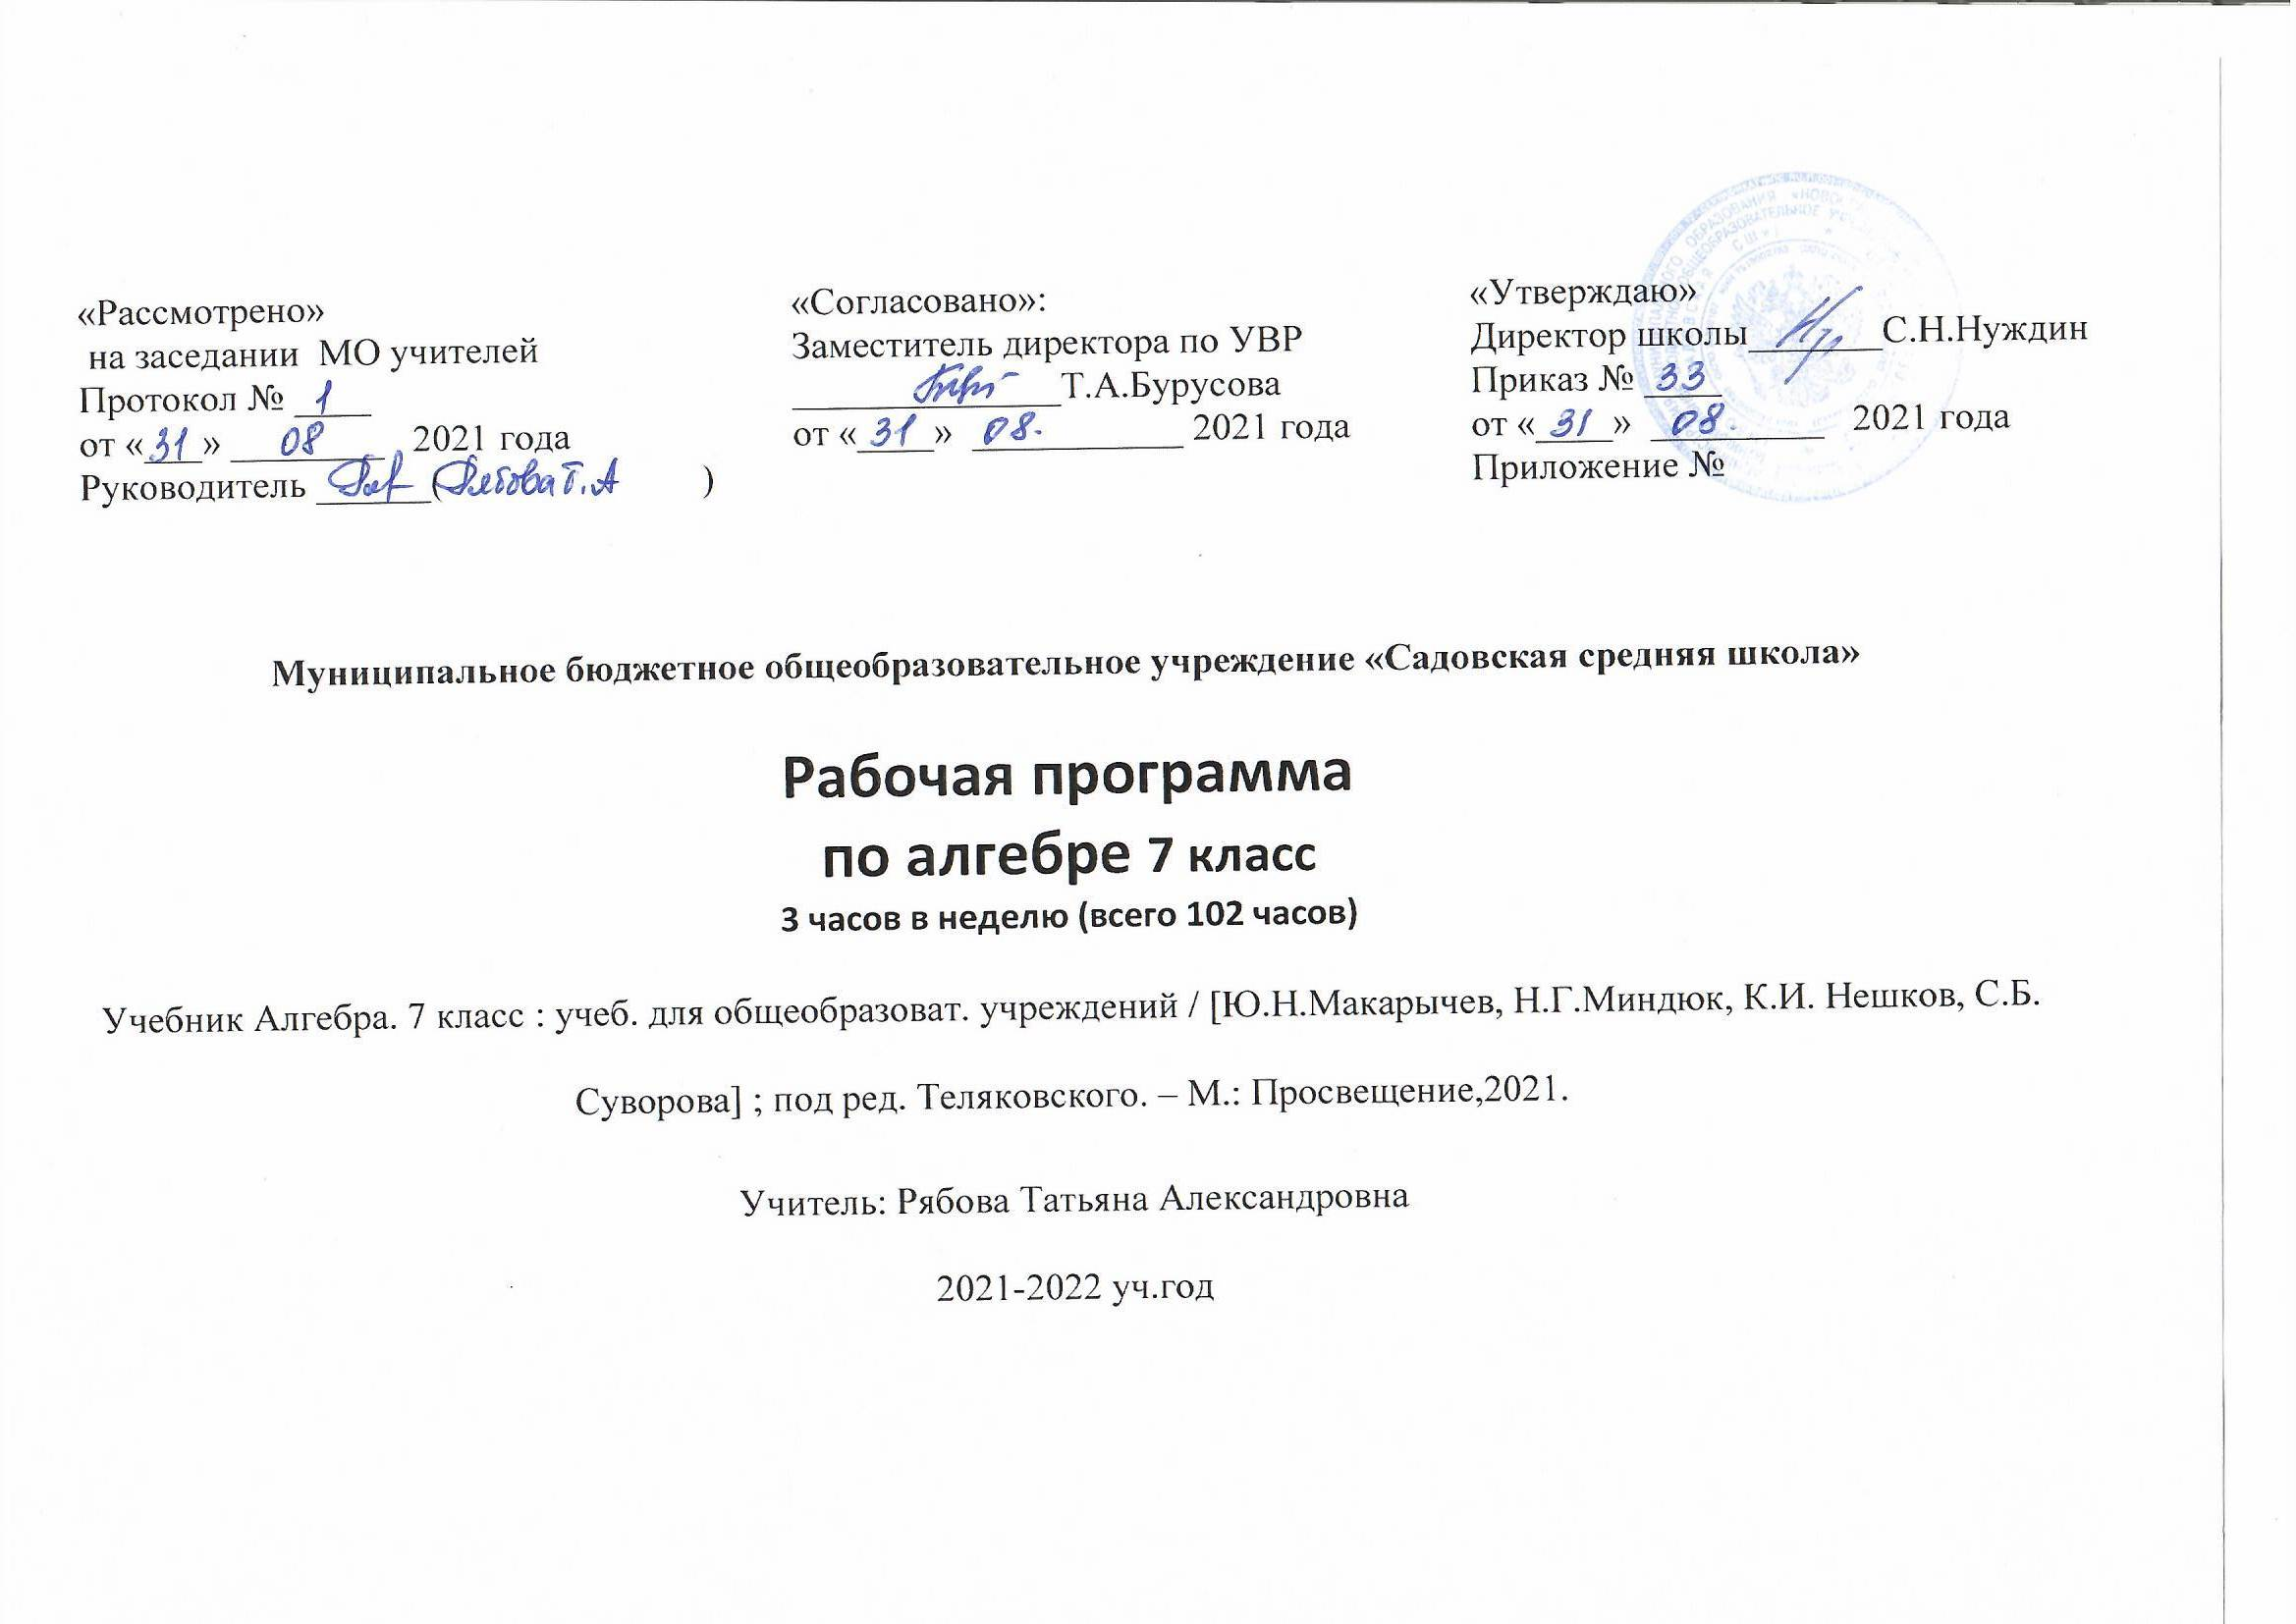 «Рассмотрено»
на заседании МО учителей
Протокол № 1
от «31» 08 2021 года
Руководитель (Рябова Т.А )
«Согласовано»:
Заместитель директора по УВР
Т.А.Бурусова
от «31» 08. 2021 года
«Утверждаю»
Директор школы С.Н.Нуждин
Приказ № 33
от «31» 08. 2021 года
Приложение №
Муниципальное бюджетное общеобразовательное учреждение «Садовская средняя школа»
Рабочая программа
по алгебре 7 класс
3 часов в неделю (всего 102 часов)
Учебник Алгебра. 7 класс : учеб. для общеобразоват. учреждений / [Ю.Н.Макарычев, Н.Г.Миндюк, К.И. Нешков, С.Б.
Суворова] ; под ред. Теляковского. – М.: Просвещение,2021.
Учитель: Рябова Татьяна Александровна
2021-2022 уч.год